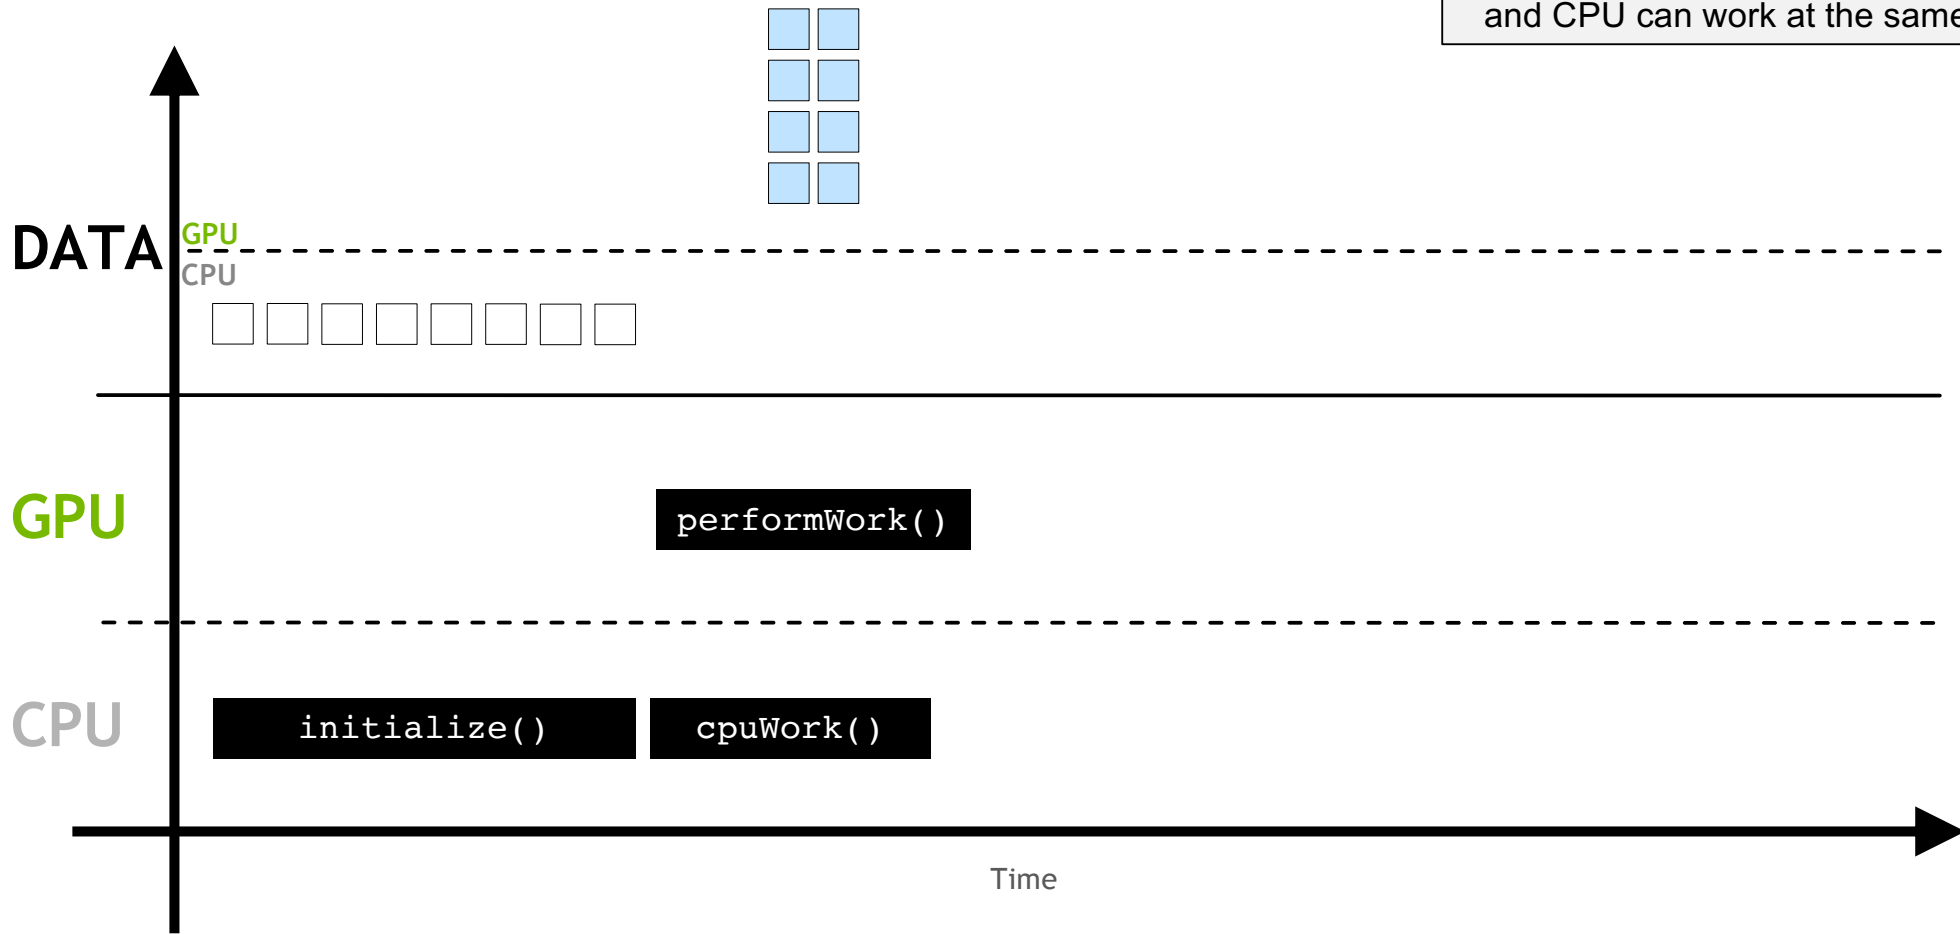 and CPU can work at the same
DATA
GPU
CPU
GPU
performWork()
CPU
initialize()
cpuWork()
Time